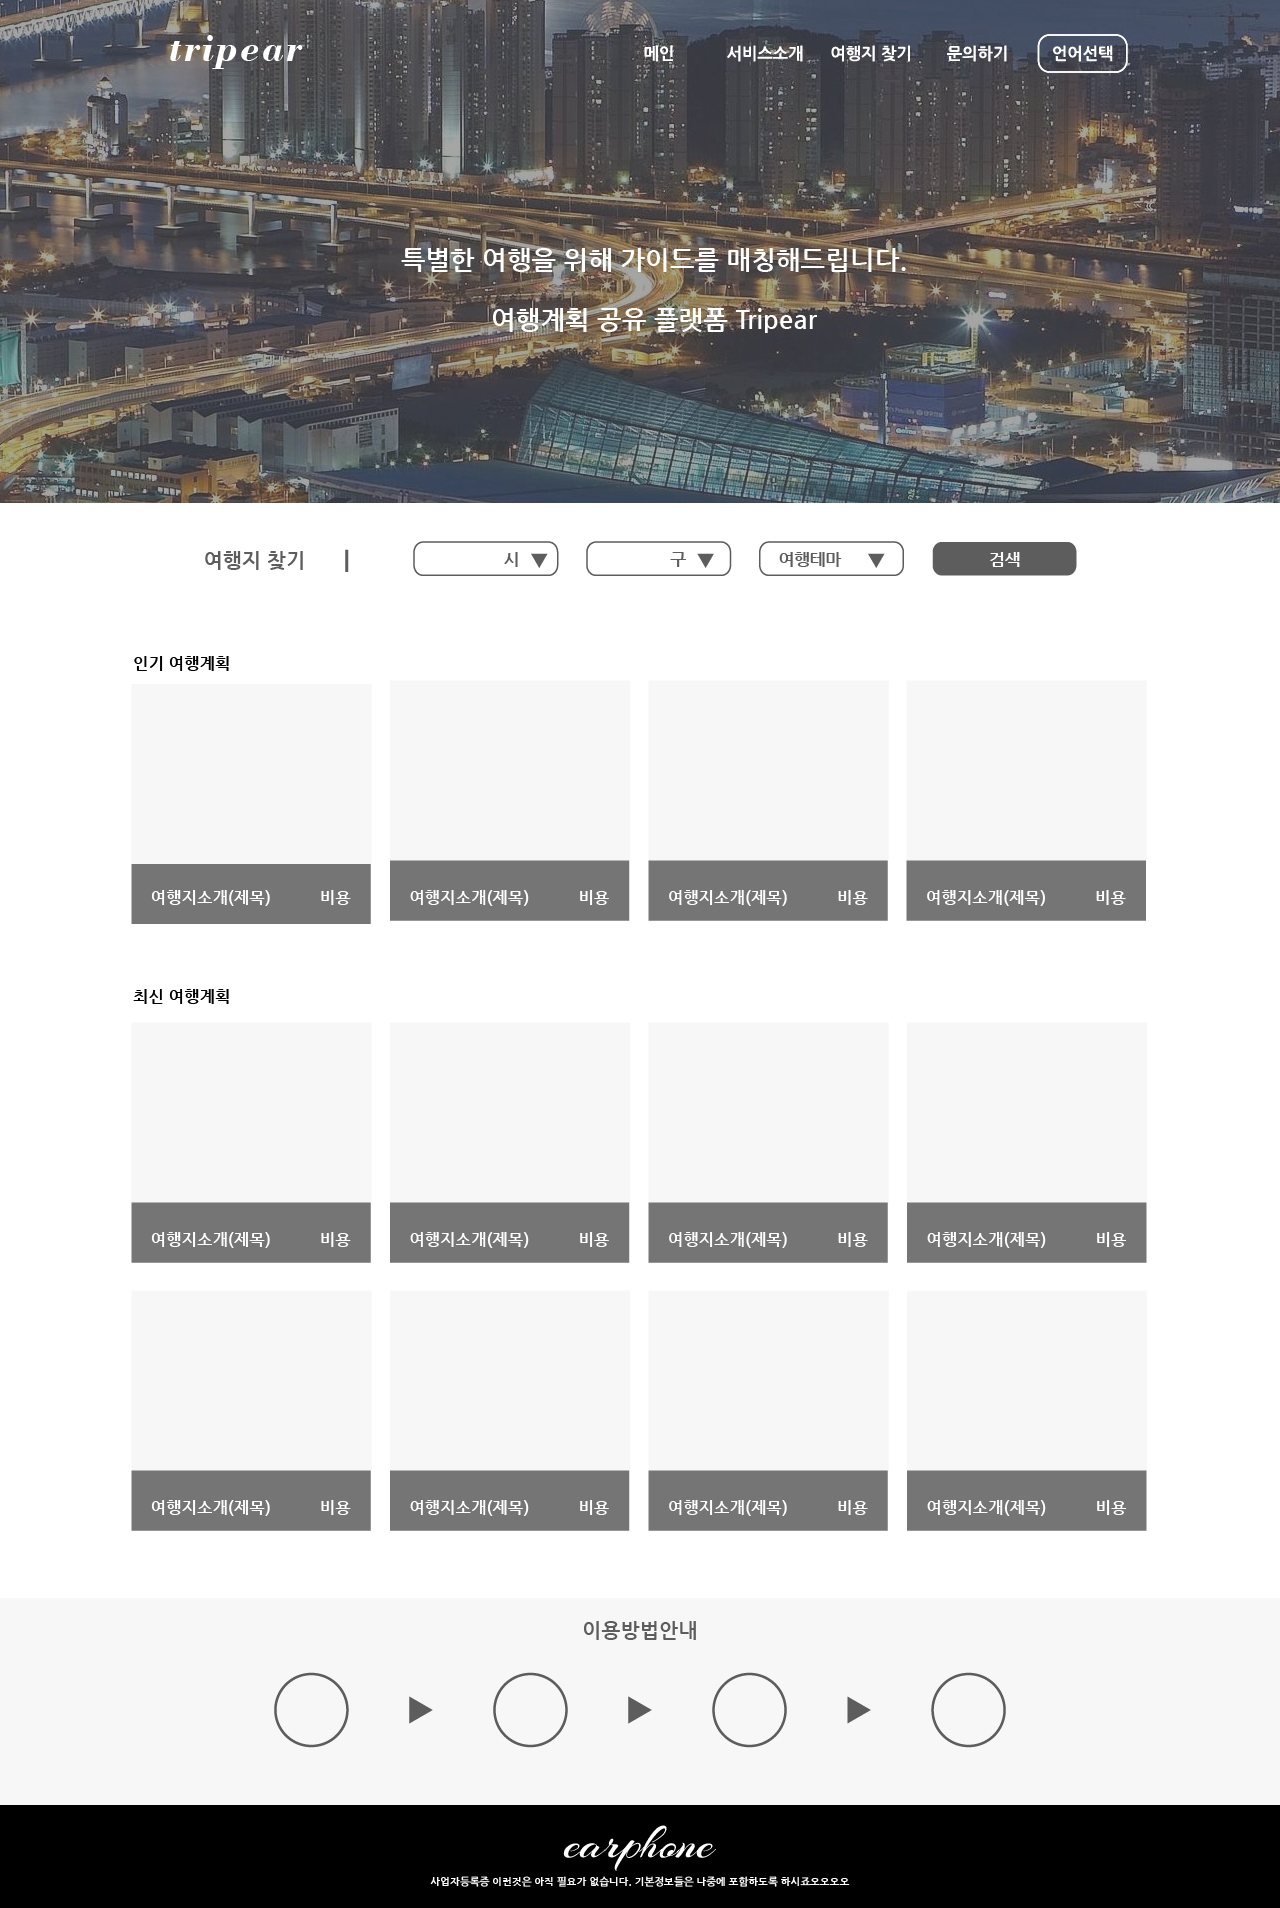 tripear
메인 서비스소개 여행지 찾기 문의하기 언어선택
특별한 여행을 위해 가이드를 매칭해드립니다.
여행계획 공유 플랫폼 Tripear
여행지 찾기 | 시 ▼ 구 ▼ 여행테마 ▼ 검색
인기 여행계획
여행지소개(제목) 비용 여행지소개(제목) 비용 여행지소개(제목) 비용 여행지소개(제목) 비용
최신 여행계획
여행지소개(제목) 비용 여행지소개(제목) 비용 여행지소개(제목) 비용 여행지소개(제목) 비용
여행지소개(제목) 비용 여행지소개(제목) 비용 여행지소개(제목) 비용 여행지소개(제목) 비용
이용방법안내
earphone
사업자등록증 이런것은 아직 필요가 없습니다. 기본정보들은 나중에 포함하도록 하시죠오오오오